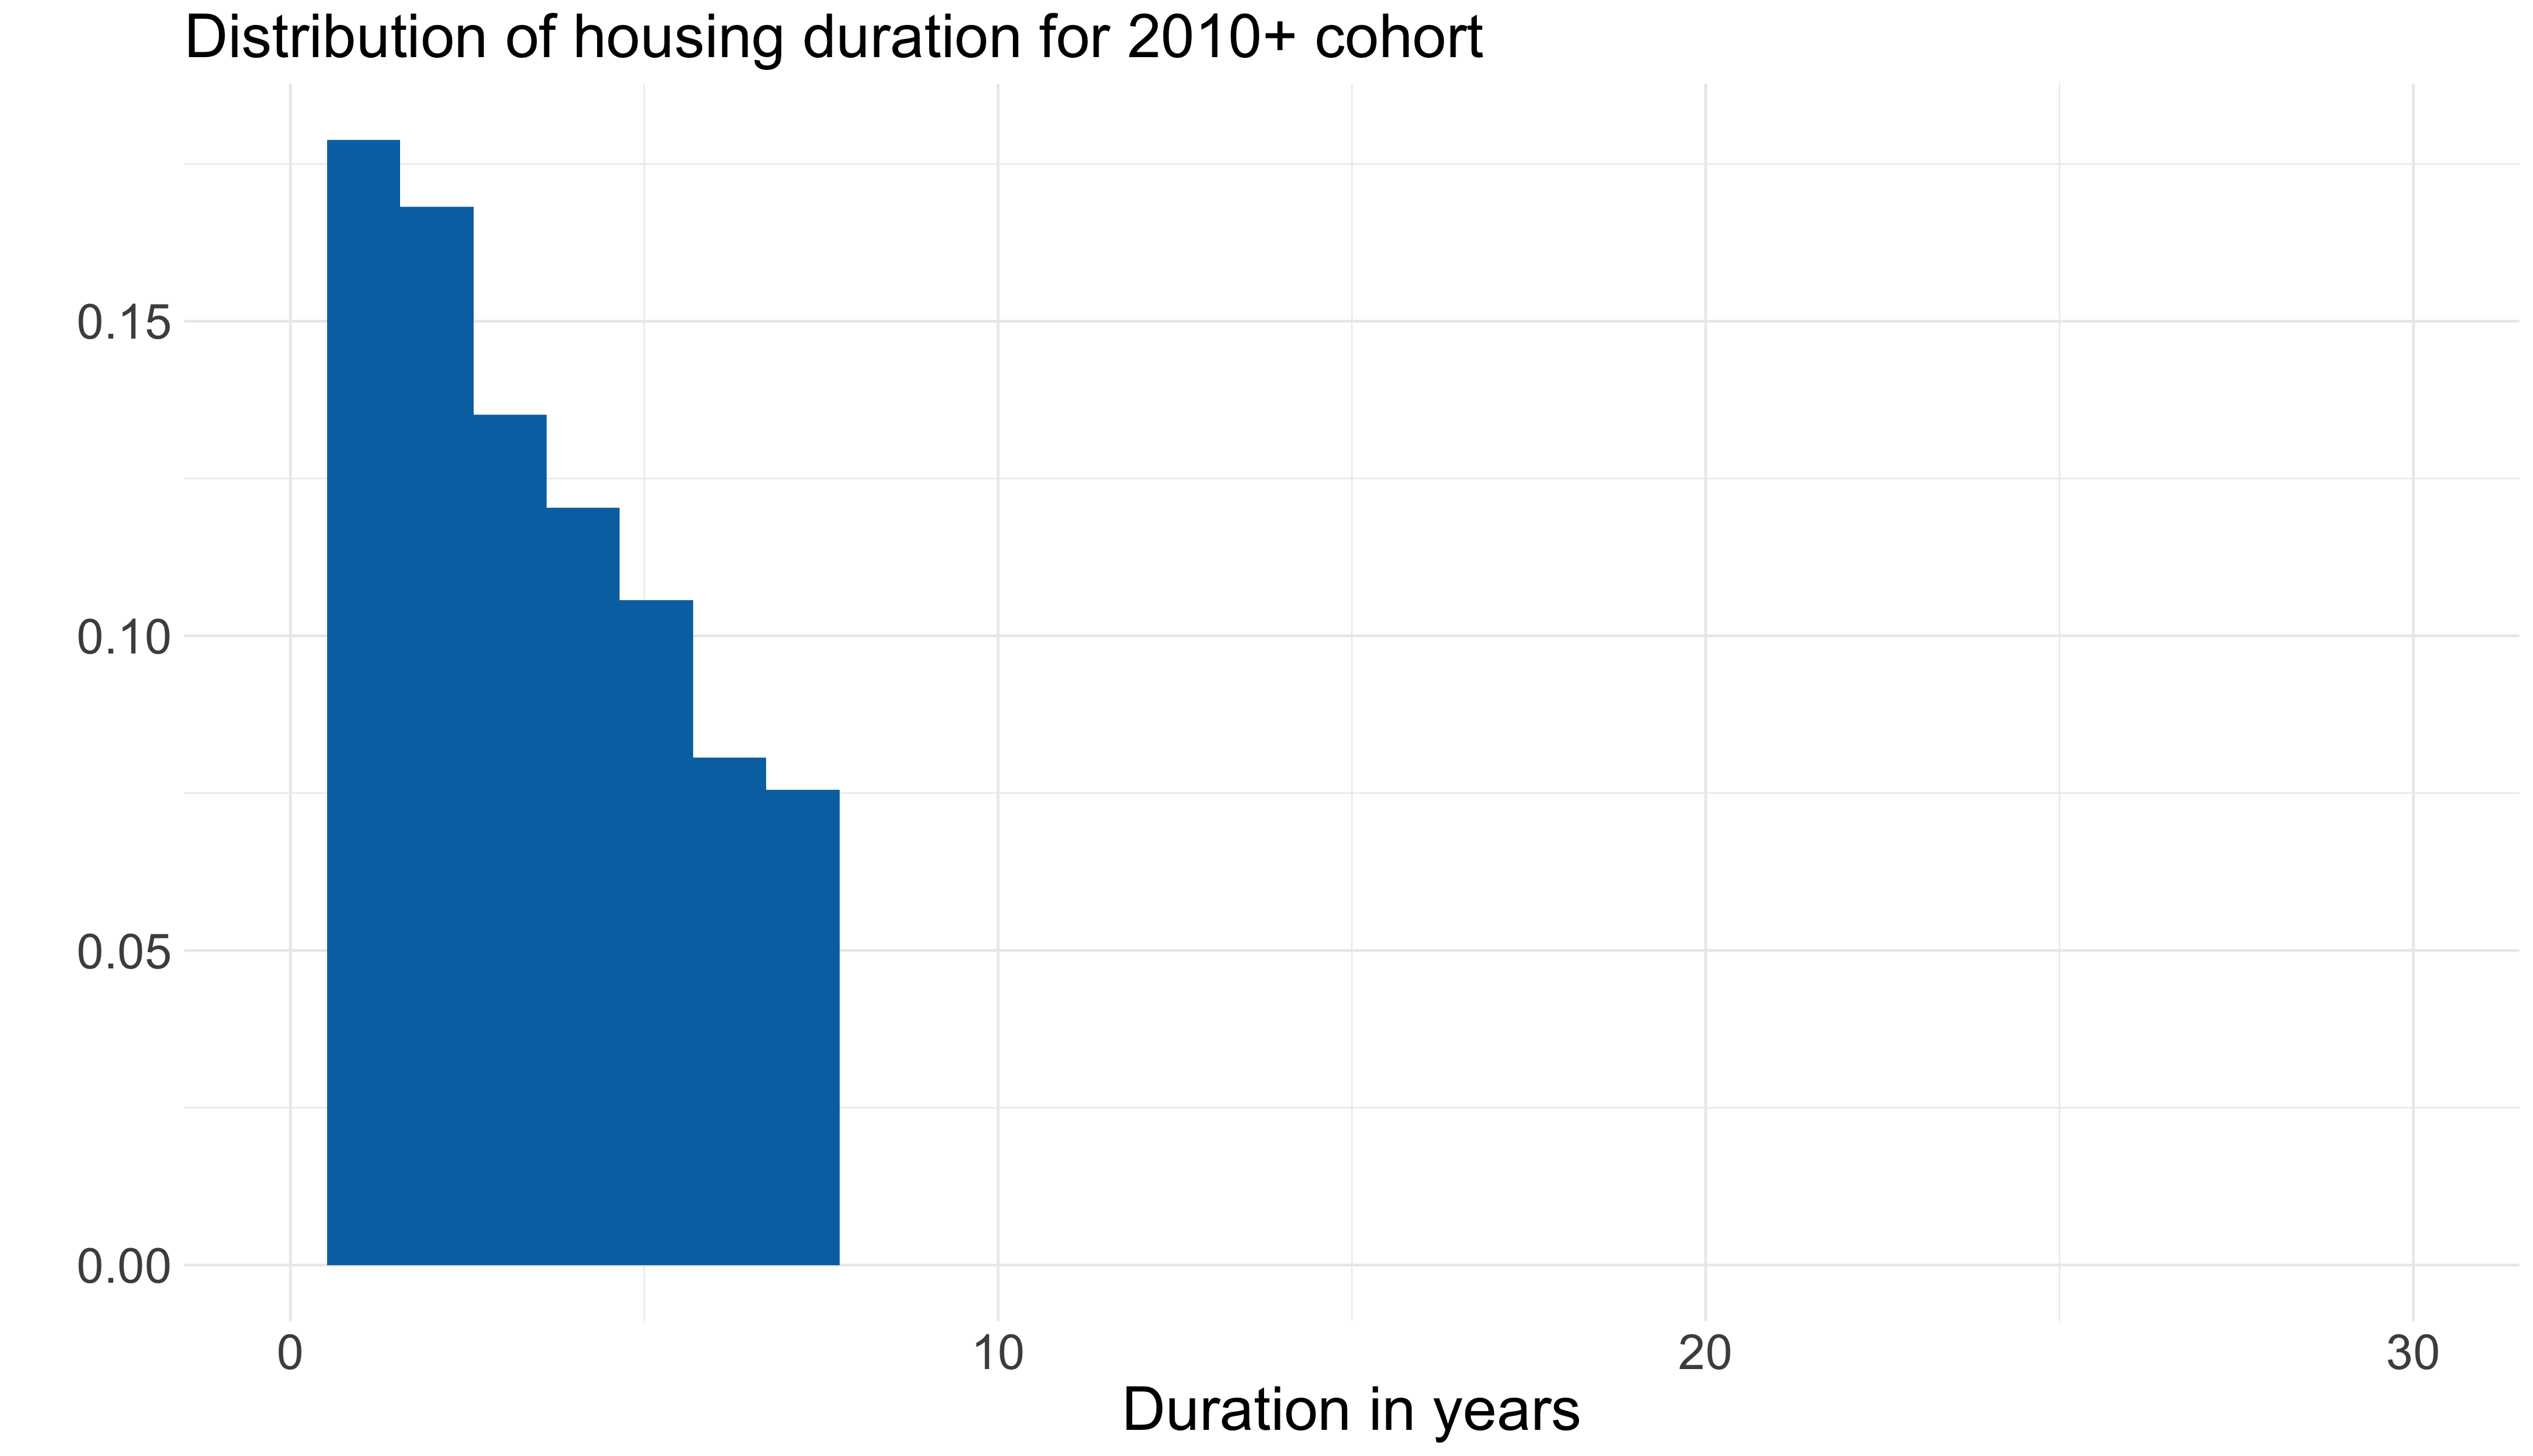 Distribution of housing duration for 2010+ cohort
0.15
0.10
0.05
0.00
0 10 20 30
Duration in years